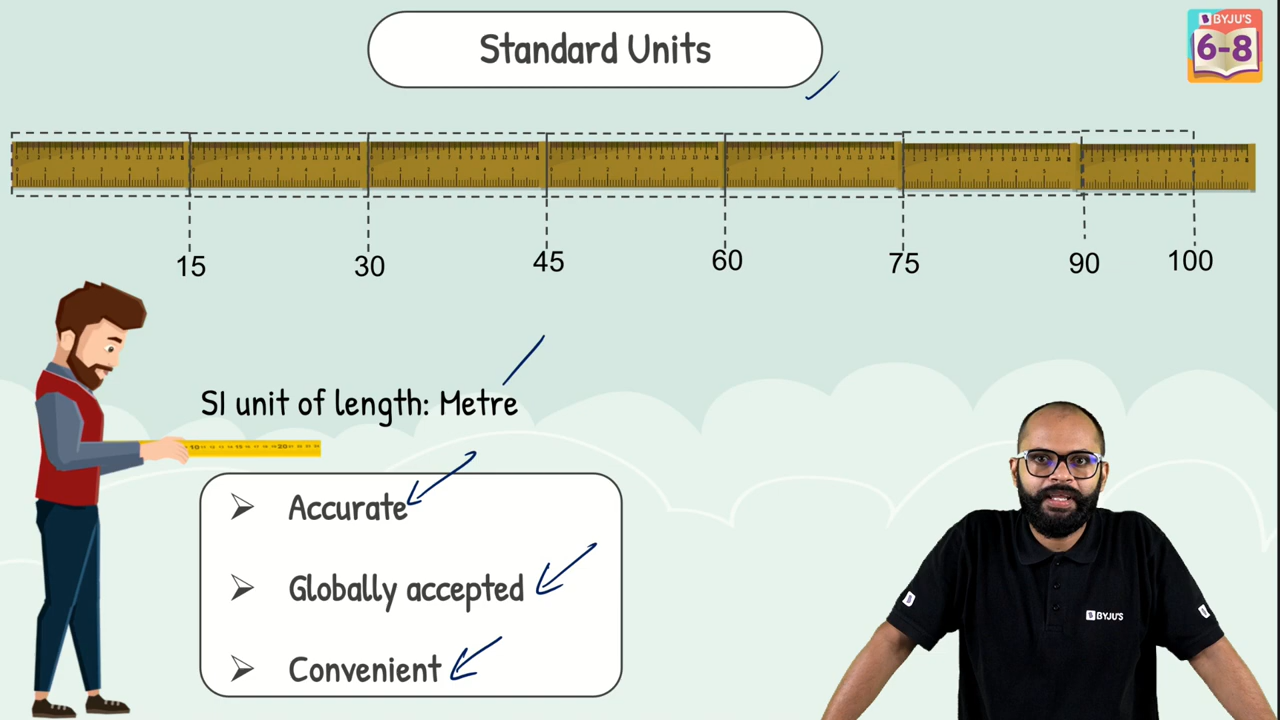 Standard Units
BYJU'S
6-8
15 30 45 60 75 90 100
SI unit of length: Metre
Accurate
Globally accepted
Convenient
BYJU'S